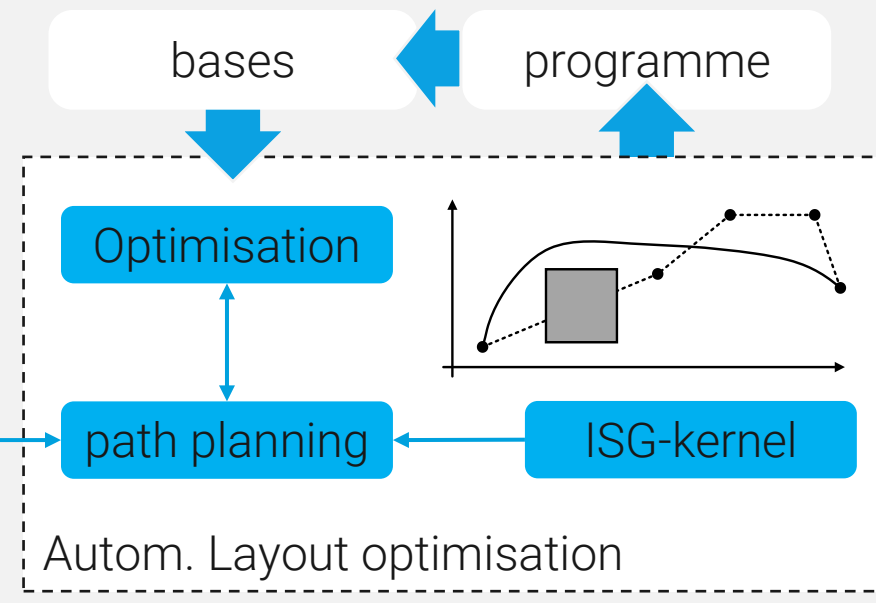 bases
programme
Optimisation
path planning
ISG-kernel
Autom. Layout optimisation